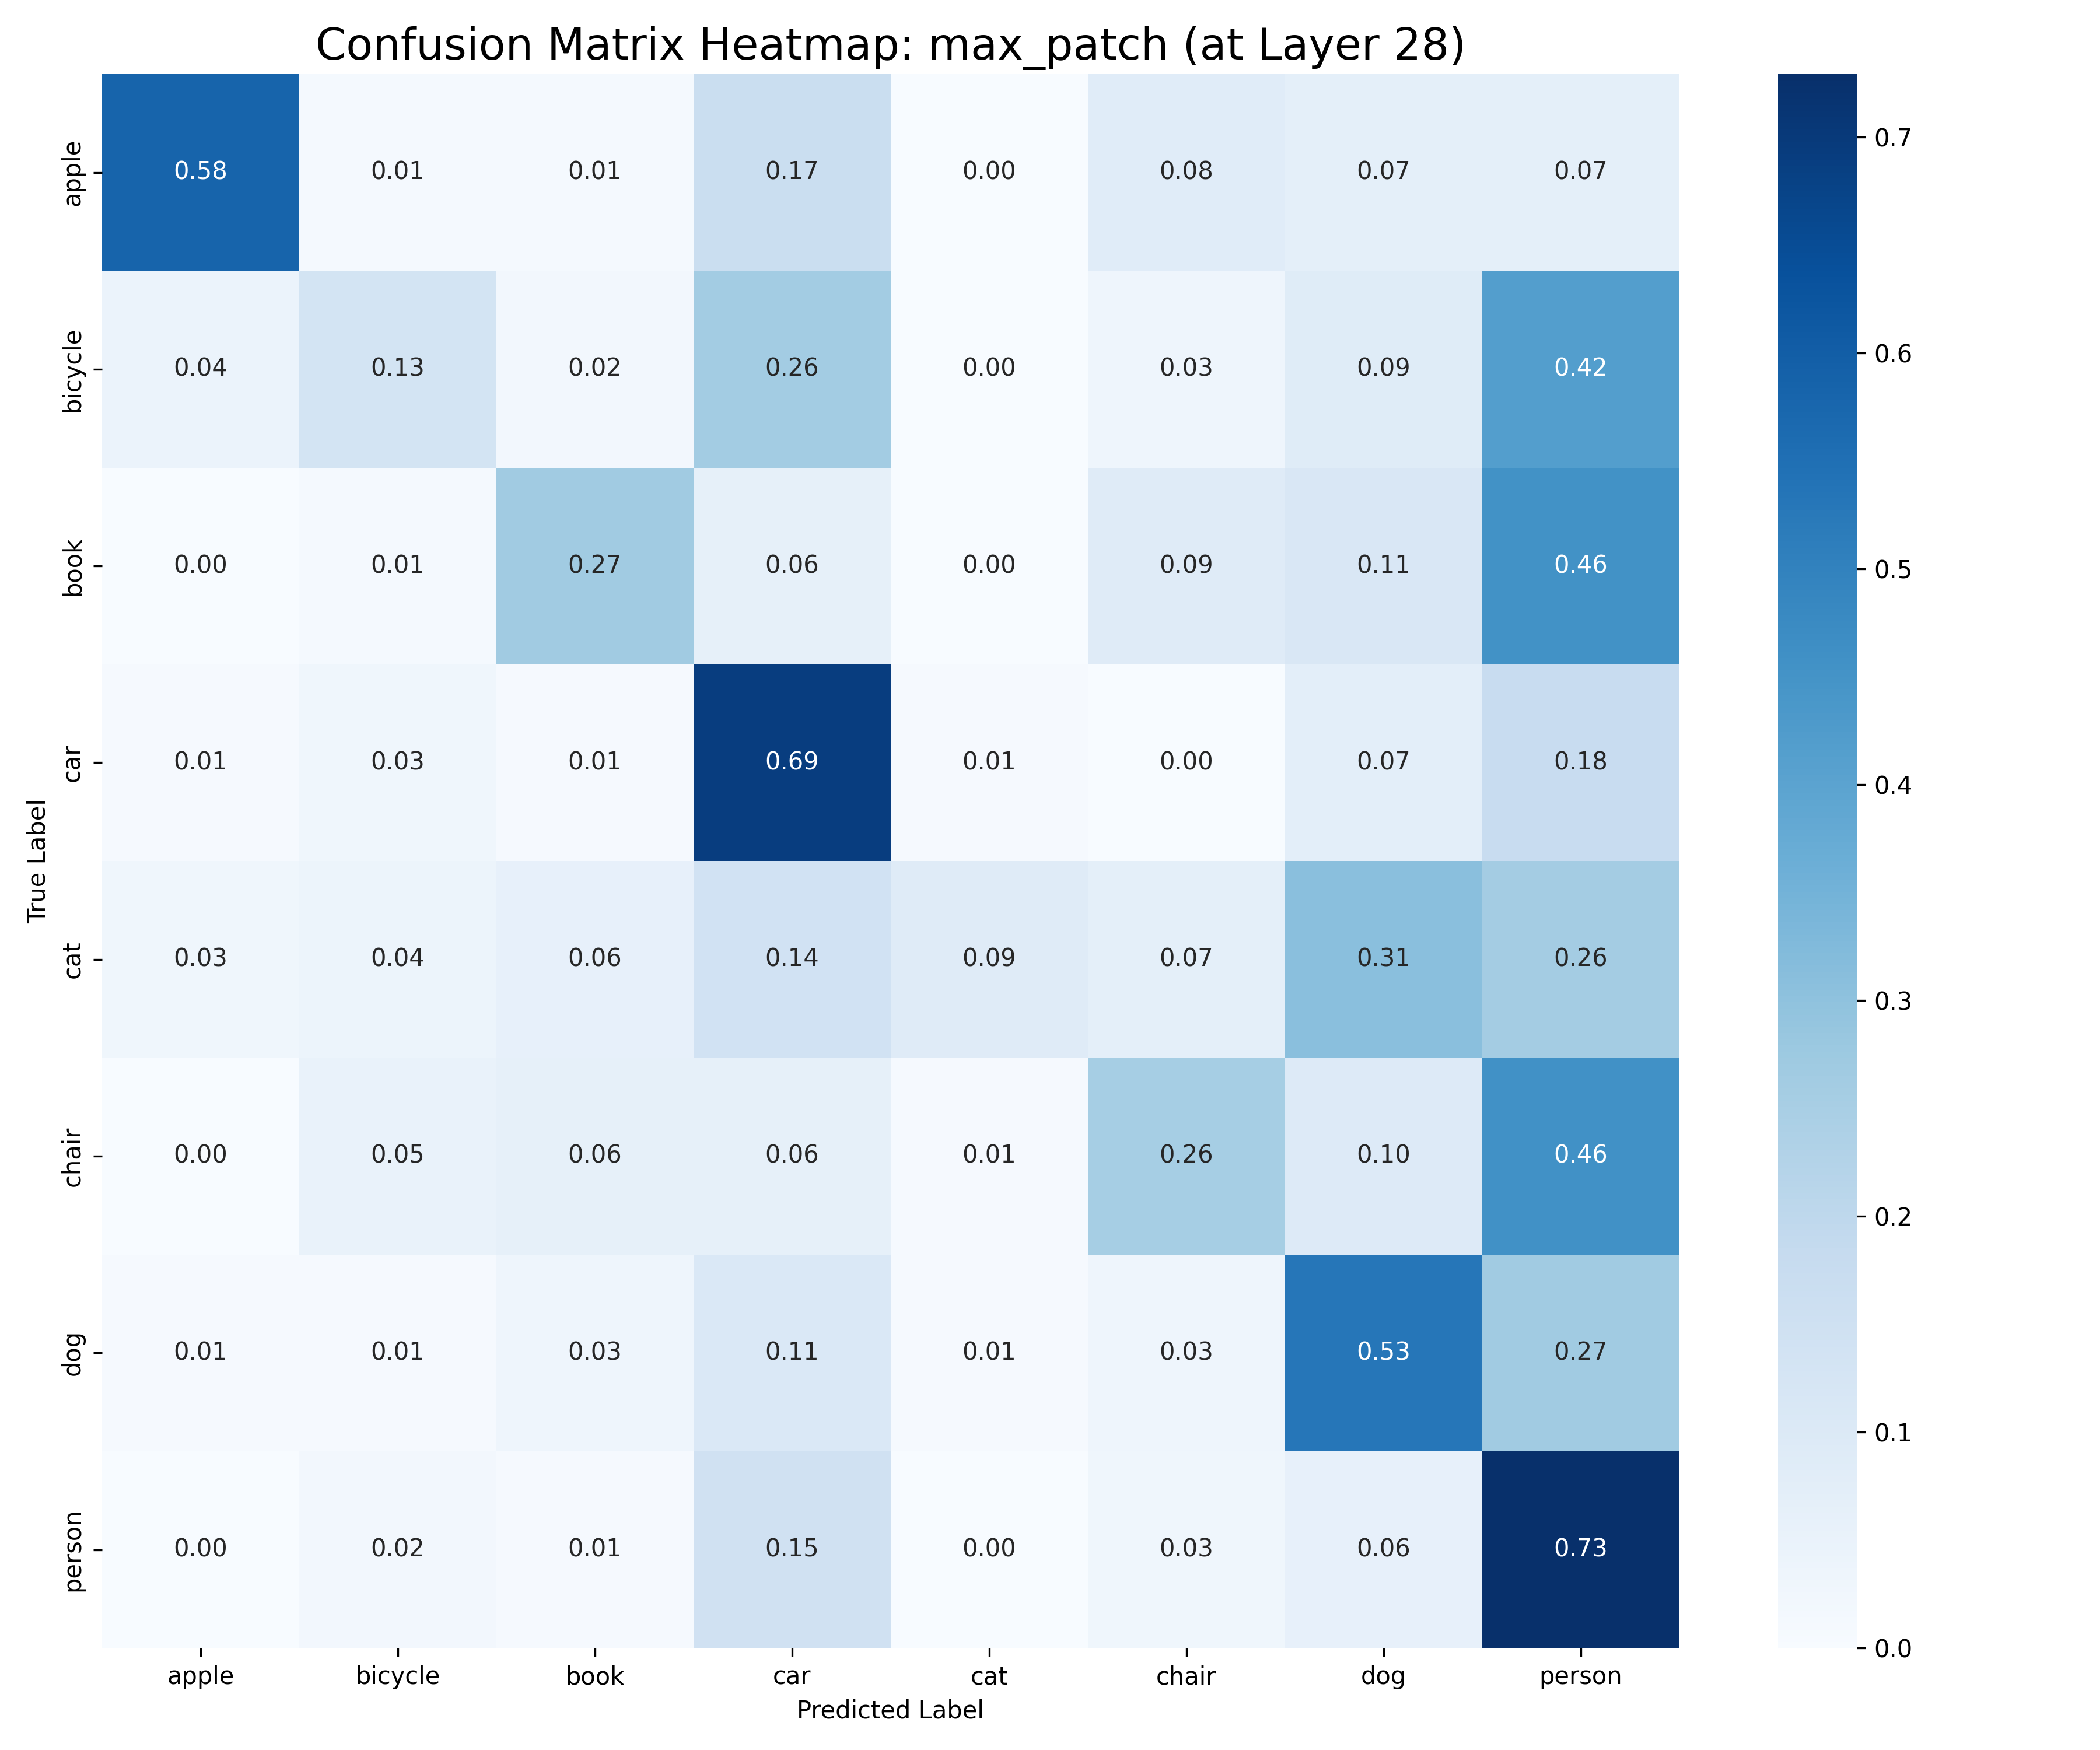 Confusion Matrix Heatmap: max_patch (at Layer 28)
apple 0.58 0.01 0.01 0.17 0.00 0.08 0.07 0.07
bicycle 0.04 0.13 0.02 0.26 0.00 0.03 0.09 0.42
book 0.00 0.01 0.27 0.06 0.00 0.09 0.11 0.46
car 0.01 0.03 0.01 0.69 0.01 0.00 0.07 0.18
cat 0.03 0.04 0.06 0.14 0.09 0.07 0.31 0.26
chair 0.00 0.05 0.06 0.06 0.01 0.26 0.10 0.46
dog 0.01 0.01 0.03 0.11 0.01 0.03 0.53 0.27
person 0.00 0.02 0.01 0.15 0.00 0.03 0.06 0.73
True Label
apple bicycle book car cat chair dog person
Predicted Label
0.7
0.6
0.5
0.4
0.3
0.2
0.1
0.0